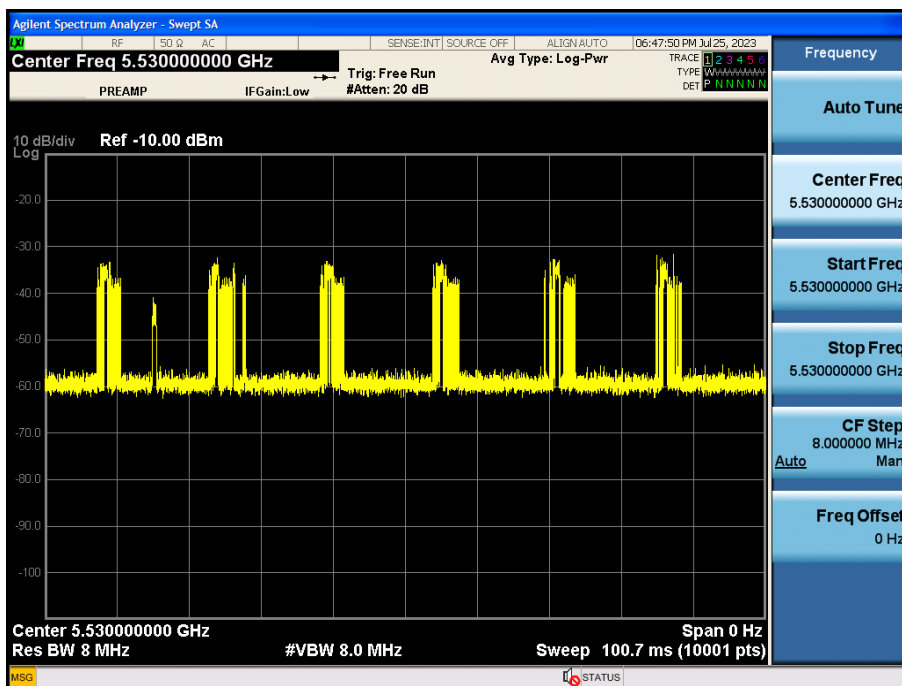 Agilent Spectrum Analyzer - Swept SA
LXI RF 50 Ω AC SENSE:INT SOURCE OFF ALIGN AUTO 06:47:50 PM Jul 25, 2023
Center Freq 5.530000000 GHz
PREAMP IFGain:Low
Trig: Free Run
#Atten: 20 dB
Avg Type: Log-Pwr
TRACE 1 2 3 4 5 6
TYPE W
DET P N N N N N
10 dB/div Ref -10.00 dBm
Log
-20.0
-30.0
-40.0
-50.0
-60.0
-70.0
-80.0
-90.0
-100
Center 5.530000000 GHz Span 0 Hz
Res BW 8 MHz #VBW 8.0 MHz Sweep 100.7 ms (10001 pts)
MSG STATUS
Frequency
Auto Tune
Center Freq
5.530000000 GHz
Start Freq
5.530000000 GHz
Stop Freq
5.530000000 GHz
CF Step
8.000000 MHz
Auto Man
Freq Offset
0 Hz